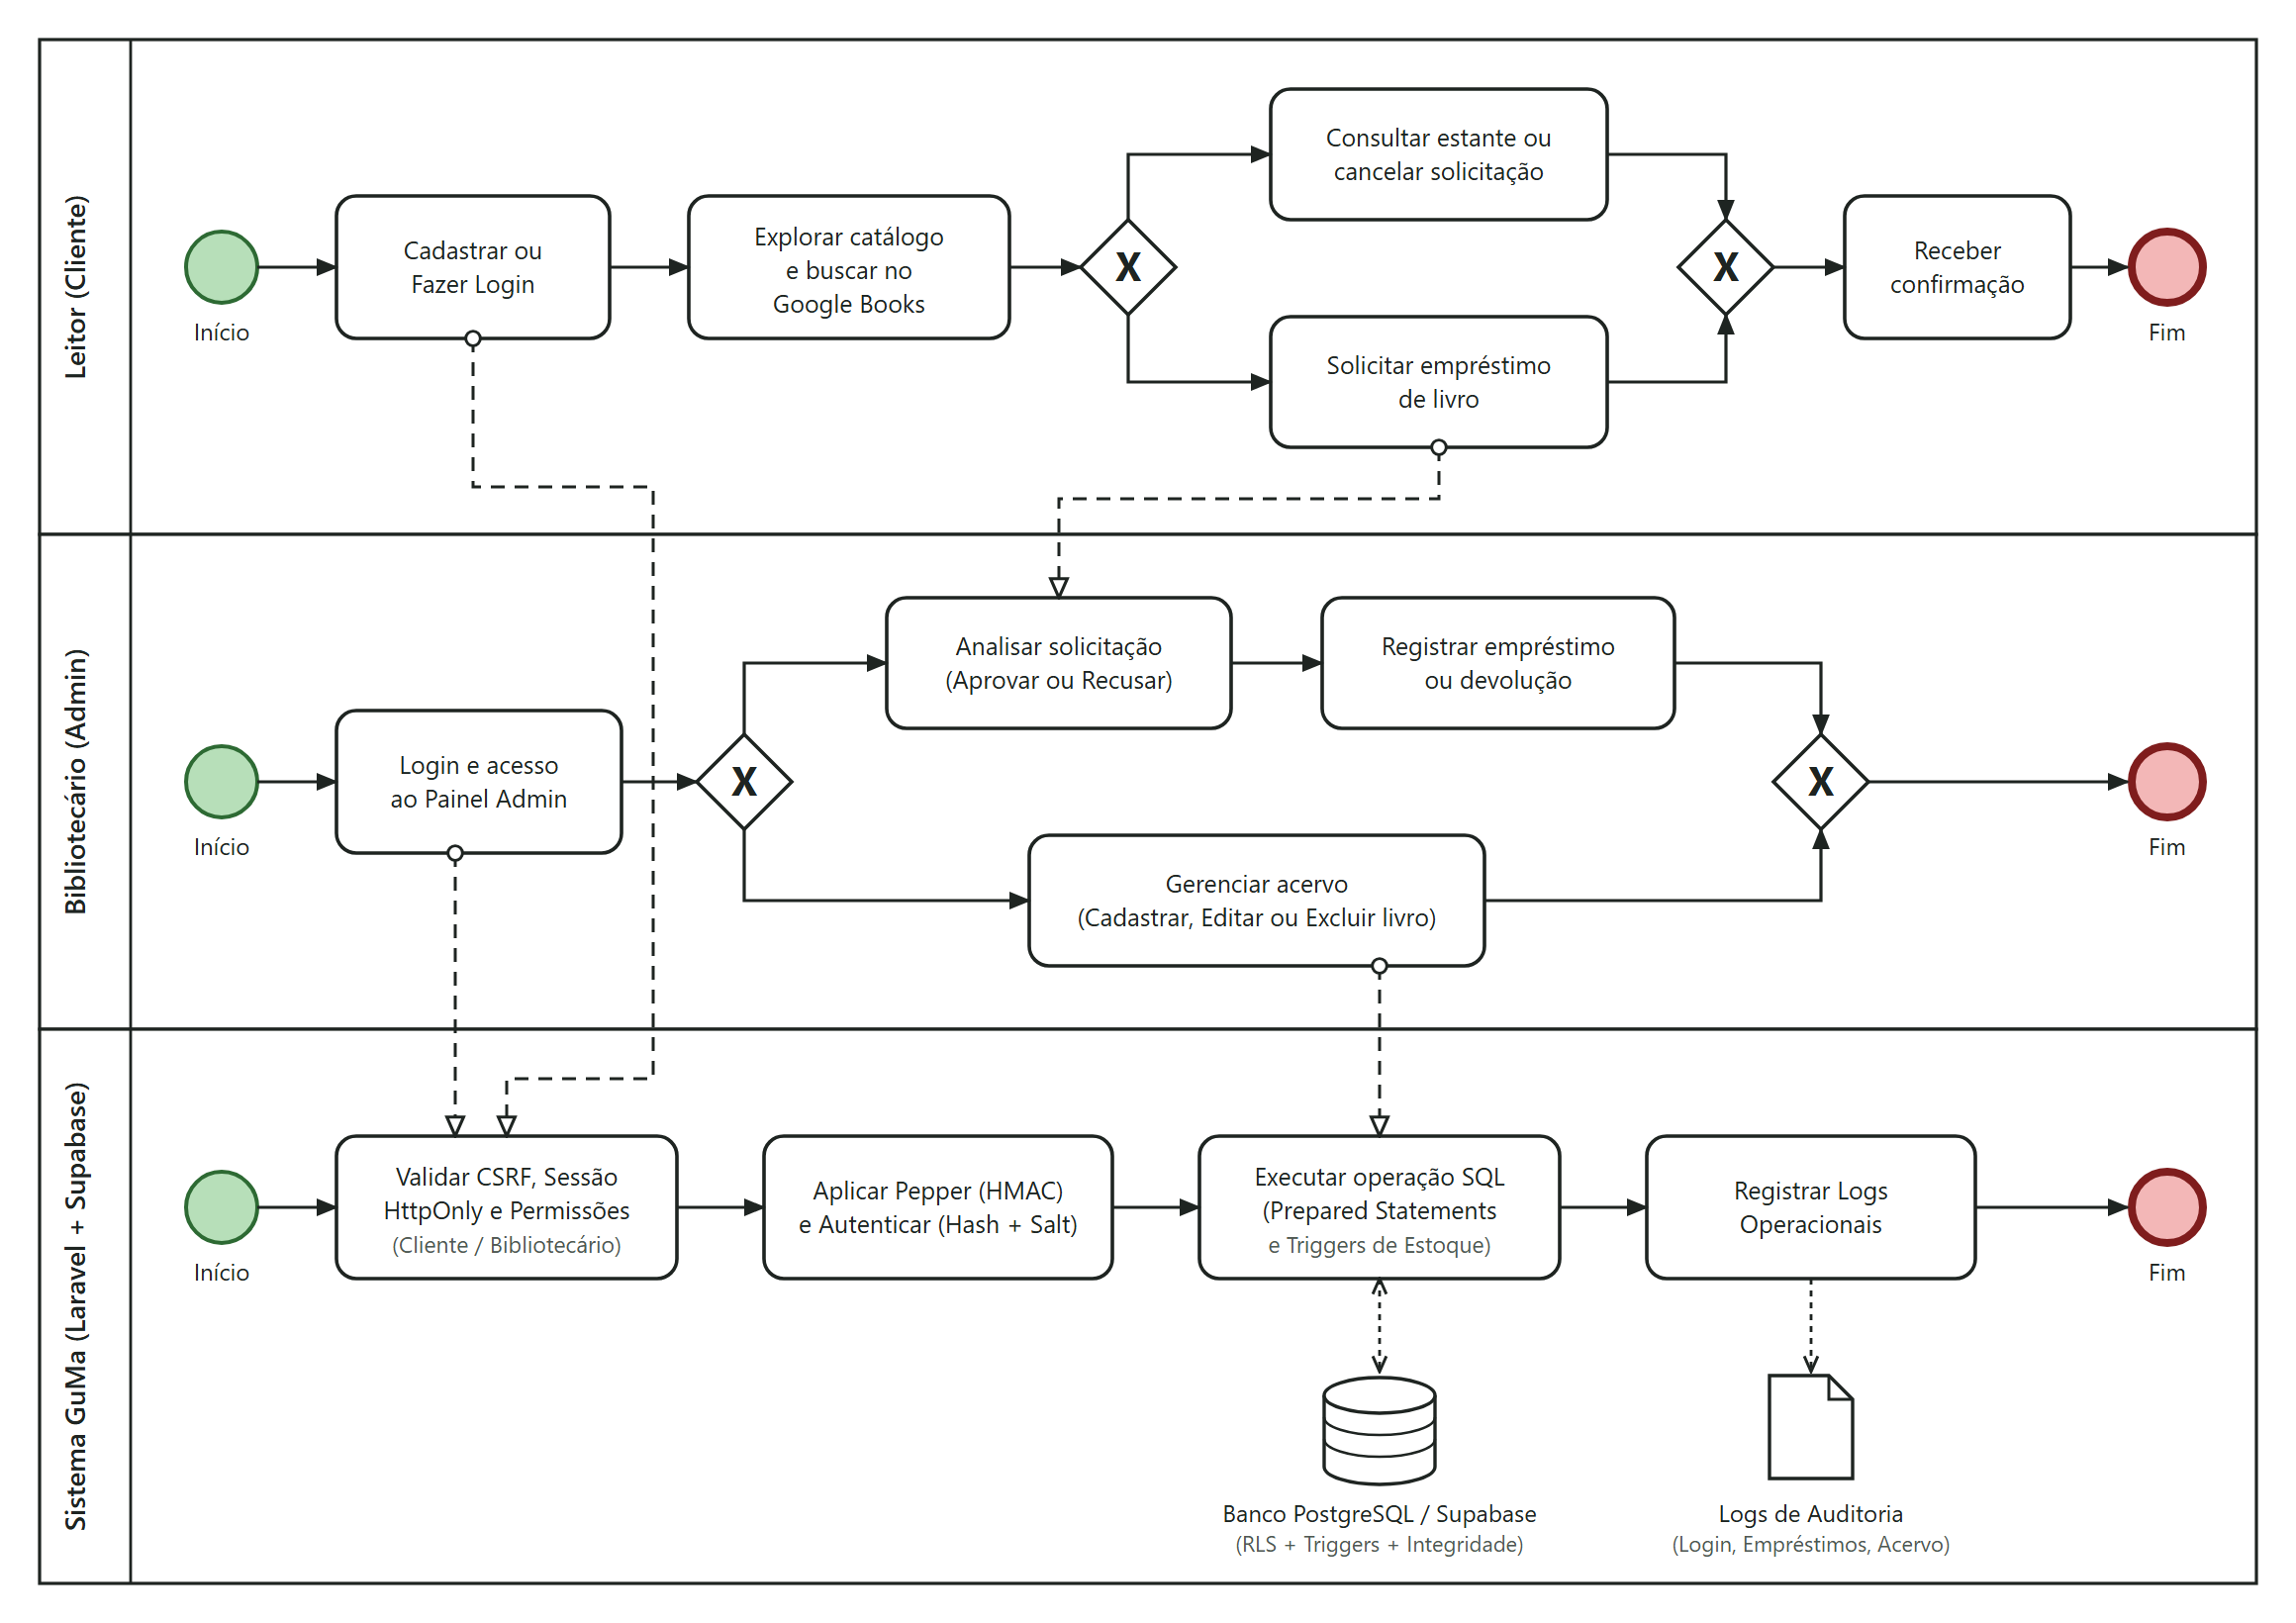 Leitor (Cliente)
Início
Cadastrar ou
Fazer Login
Explorar catálogo
e buscar no
Google Books
X
Consultar estante ou
cancelar solicitação
Solicitar empréstimo
de livro
X
Receber
confirmação
Fim
Bibliotecário (Admin)
Início
Login e acesso
ao Painel Admin
X
Analisar solicitação
(Aprovar ou Recusar)
Registrar empréstimo
ou devolução
Gerenciar acervo
(Cadastrar, Editar ou Excluir livro)
X
Fim
Sistema GuMa (Laravel + Supabase)
Início
Validar CSRF, Sessão
HttpOnly e Permissões
(Cliente / Bibliotecário)
Aplicar Pepper (HMAC)
e Autenticar (Hash + Salt)
Executar operação SQL
(Prepared Statements
e Triggers de Estoque)
Registrar Logs
Operacionais
Fim
Banco PostgreSQL / Supabase
(RLS + Triggers + Integridade)
Logs de Auditoria
(Login, Empréstimos, Acervo)